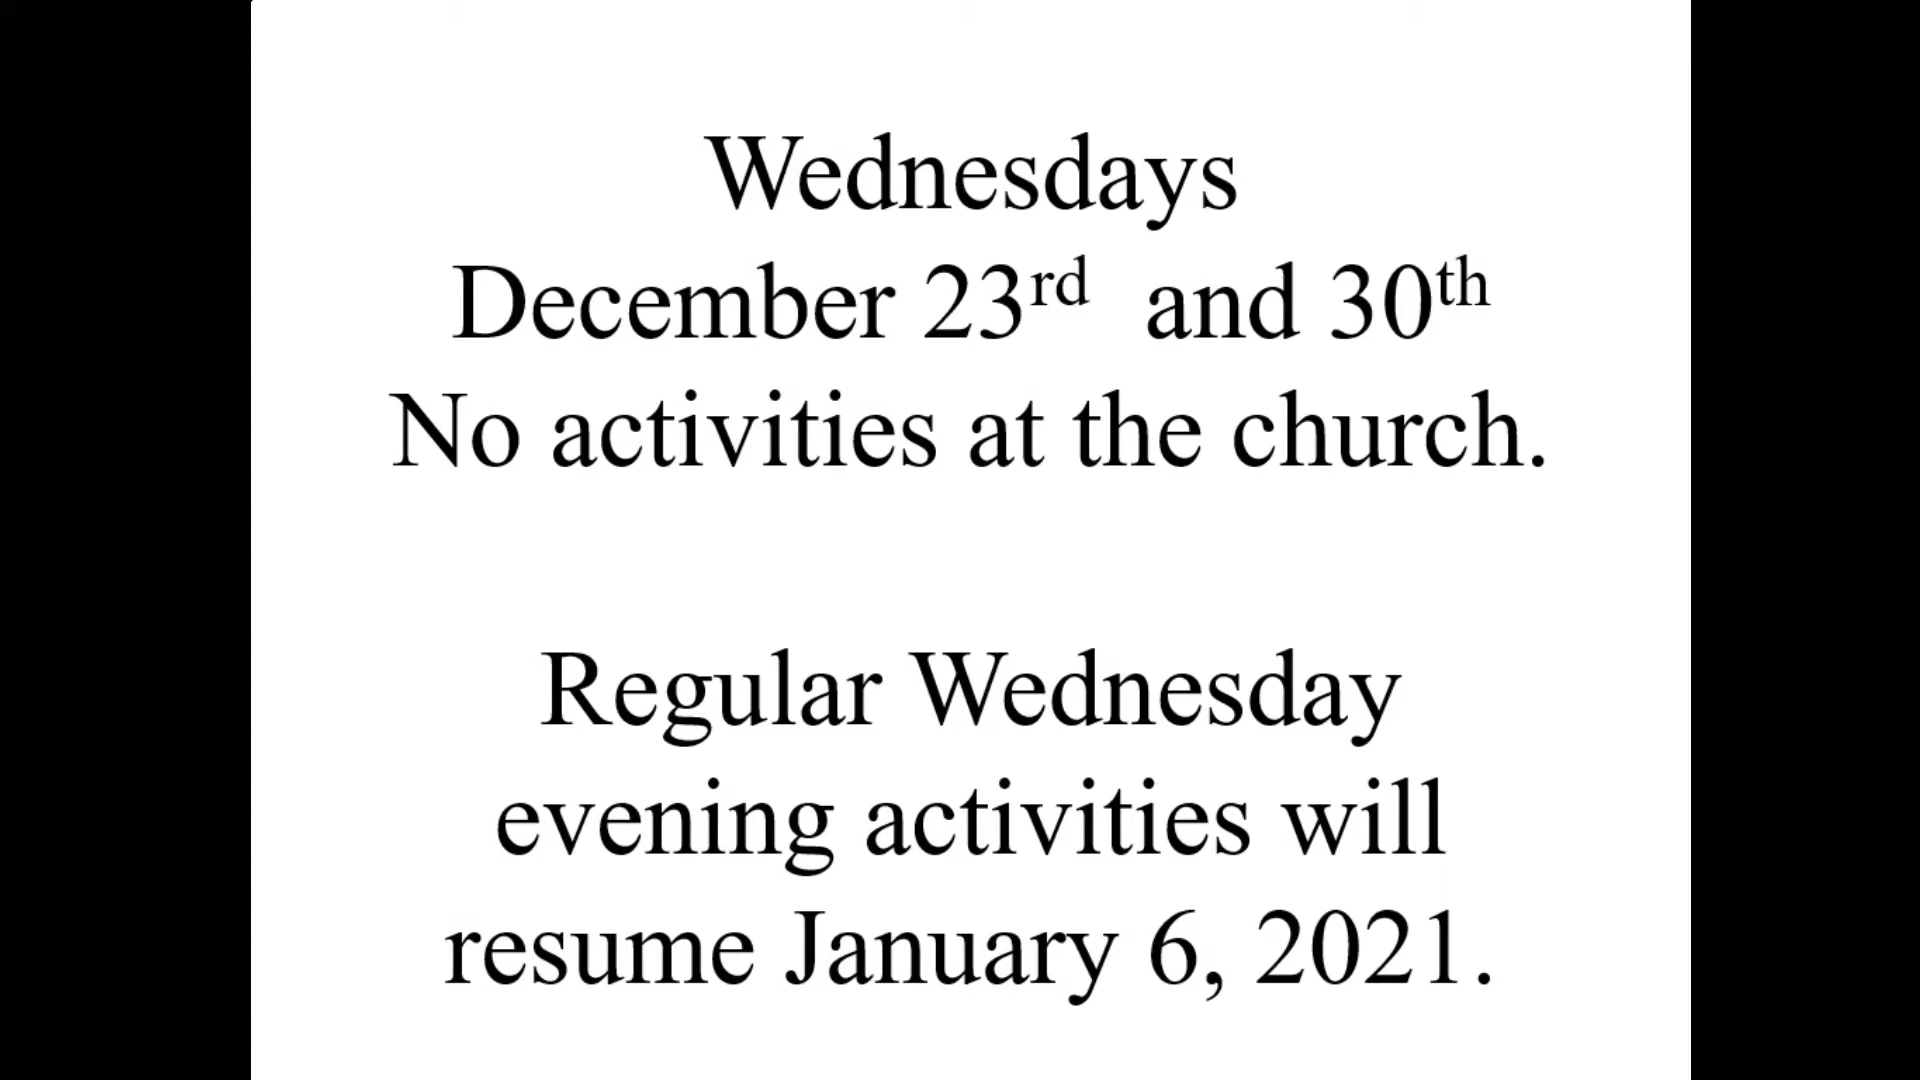 Wednesdays
December 23rd and 30th
No activities at the church.
Regular Wednesday
evening activities will
resume January 6, 2021.